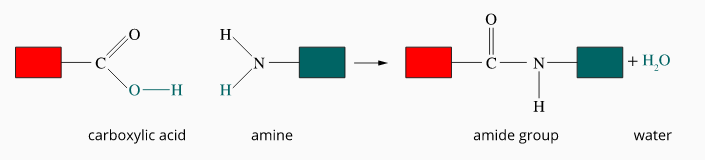 O H O
C N C N + H₂O
O H H H
carboxylic acid amine amide group water